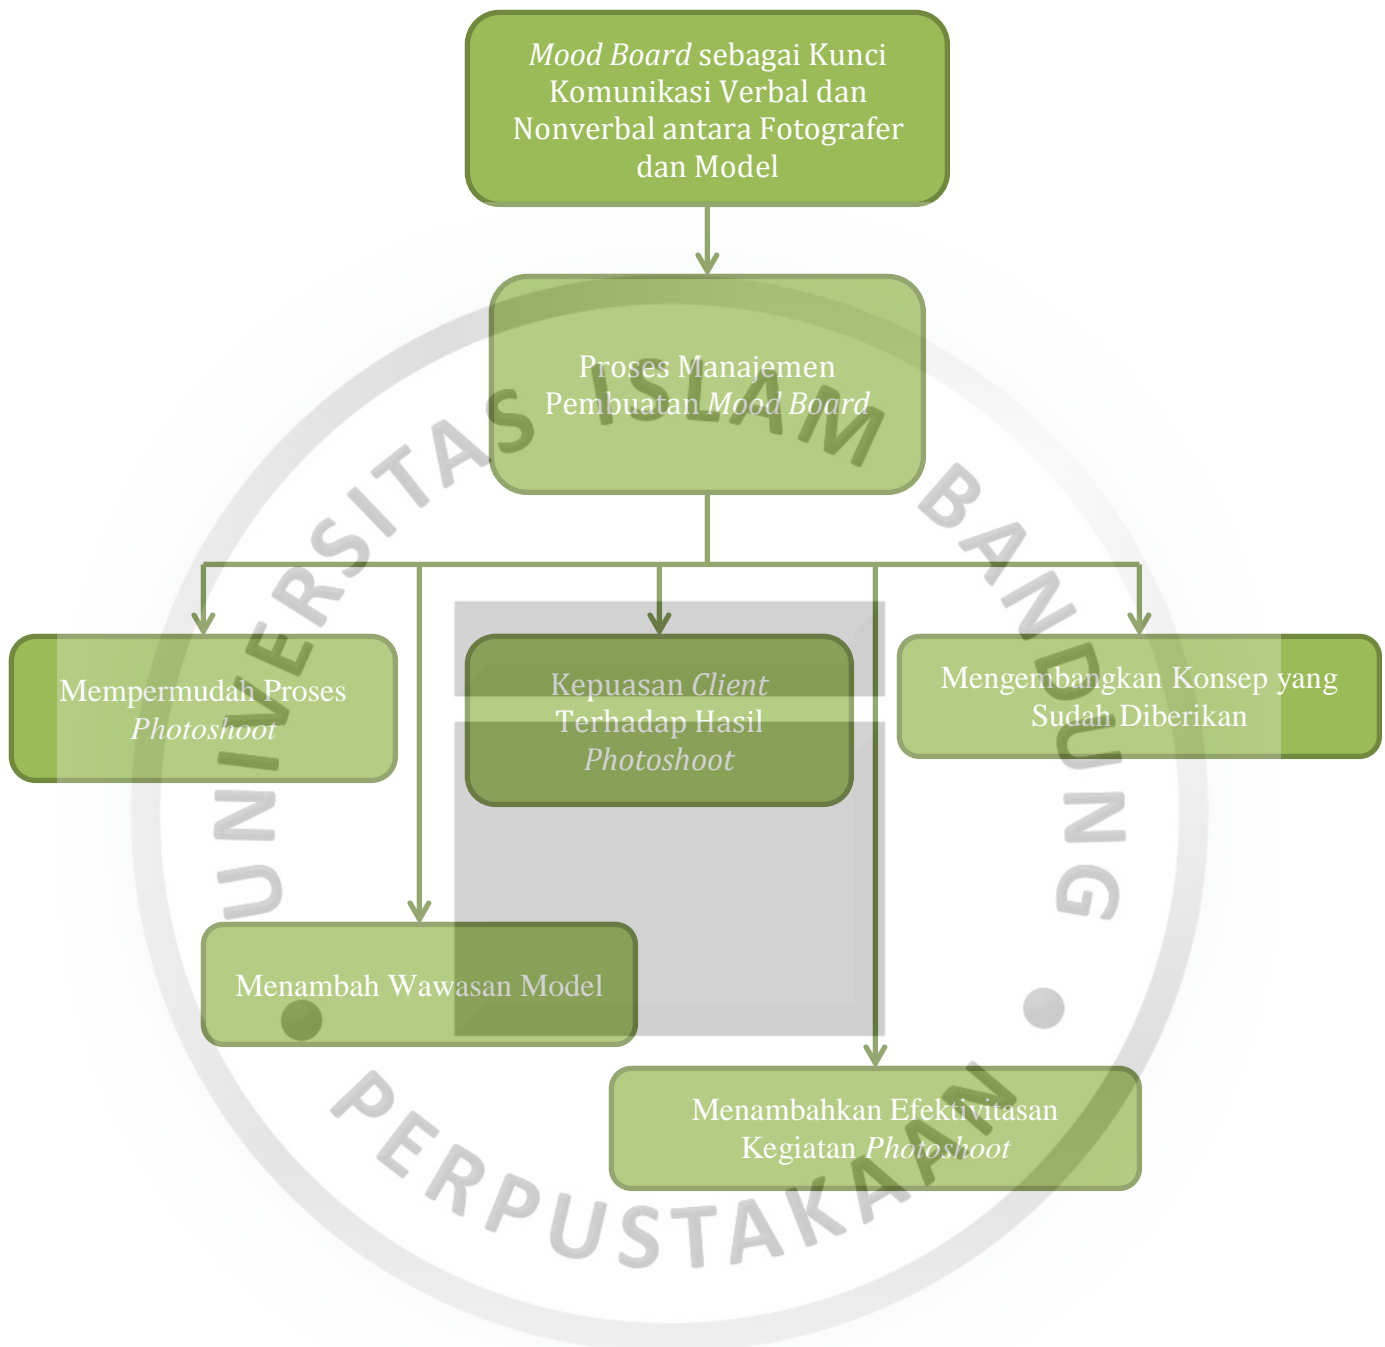 Mood Board sebagai Kunci
Komunikasi Verbal dan
Nonverbal antara Fotografer
dan Model
Proses Manajemen
Pembuatan Mood Board
Mempermudah Proses
Photoshoot
Kepuasan Client
Terhadap Hasil
Photoshoot
Mengembangkan Konsep yang
Sudah Diberikan
Menambah Wawasan Model
Menambahkan Efektivitasan
Kegiatan Photoshoot
UNIVERSITAS ISLAM BANDUNG
PERPUSTAKAAN